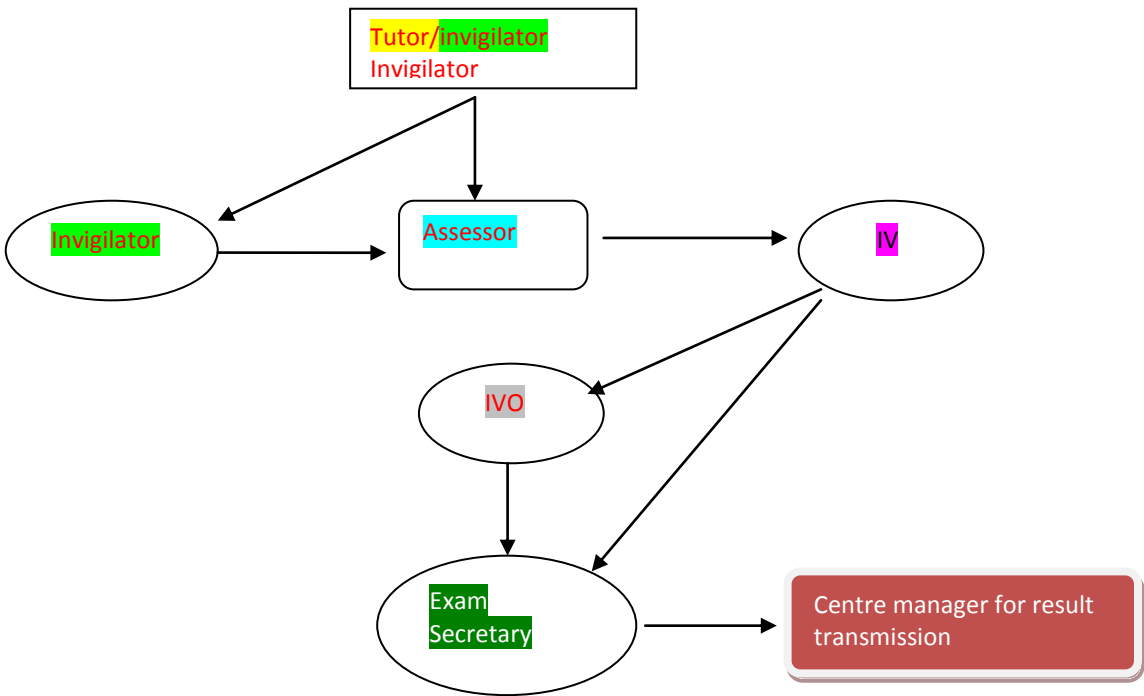 Tutor/invigilator
Invigilator
Invigilator
Assessor
IV
IVO
Exam
Secretary
Centre manager for result
transmission